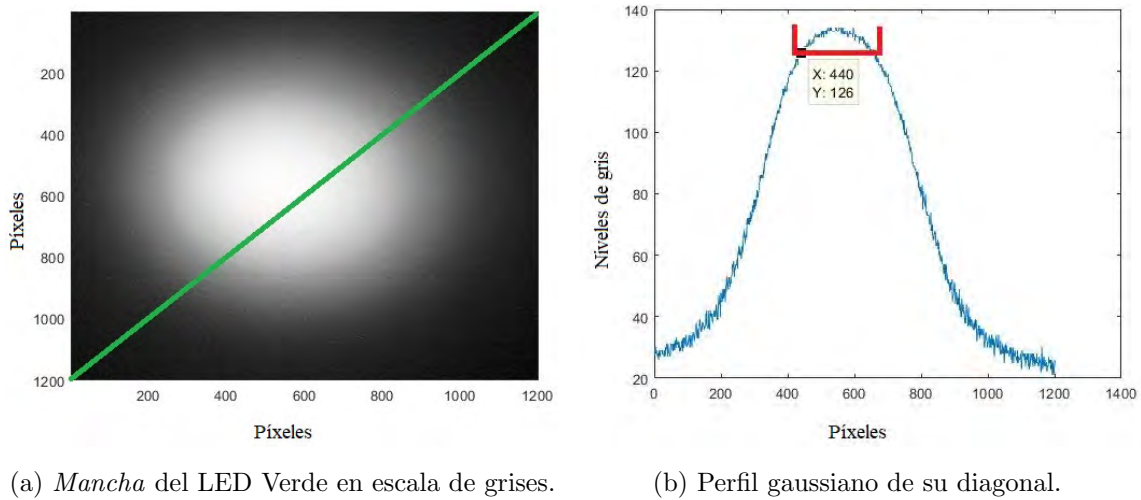 200
400
600
800
1000
1200
200 400 600 800 1000 1200
Píxeles
Píxeles
140
120
100
80
60
40
20
0 200 400 600 800 1000 1200 1400
Niveles de gris
Píxeles
X: 440
Y: 126
(a) Mancha del LED Verde en escala de grises.
(b) Perfil gaussiano de su diagonal.